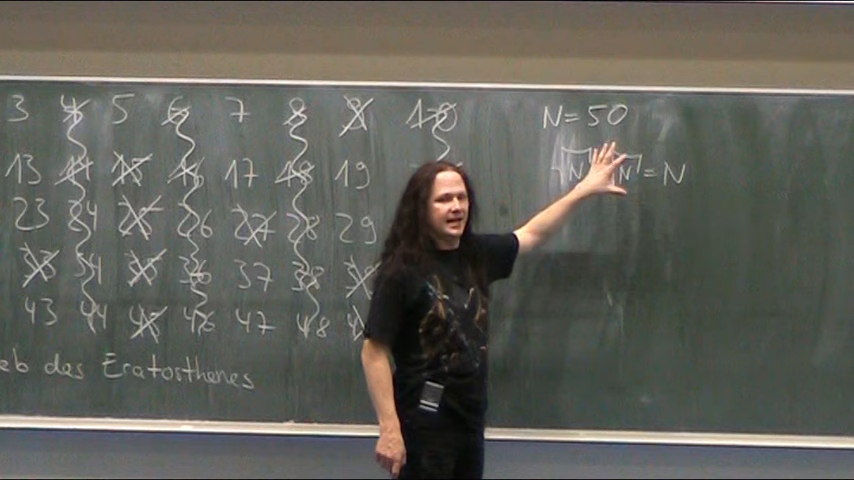 3 4 5 6 7 8 9 10
13 14 15 16 17 18 19
23 24 25 26 27 28 29
33 34 35 36 37 38
43 44 45 46 47 48
eb des Eratosthenes
N=50
√N √N = N